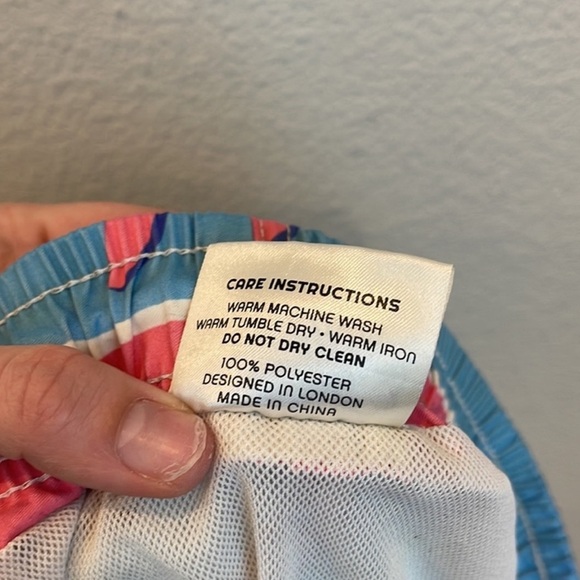 CARE INSTRUCTIONS
WARM MACHINE WASH
WARM TUMBLE DRY • WARM IRON
DO NOT DRY CLEAN
100% POLYESTER
DESIGNED IN LONDON
MADE IN CHINA